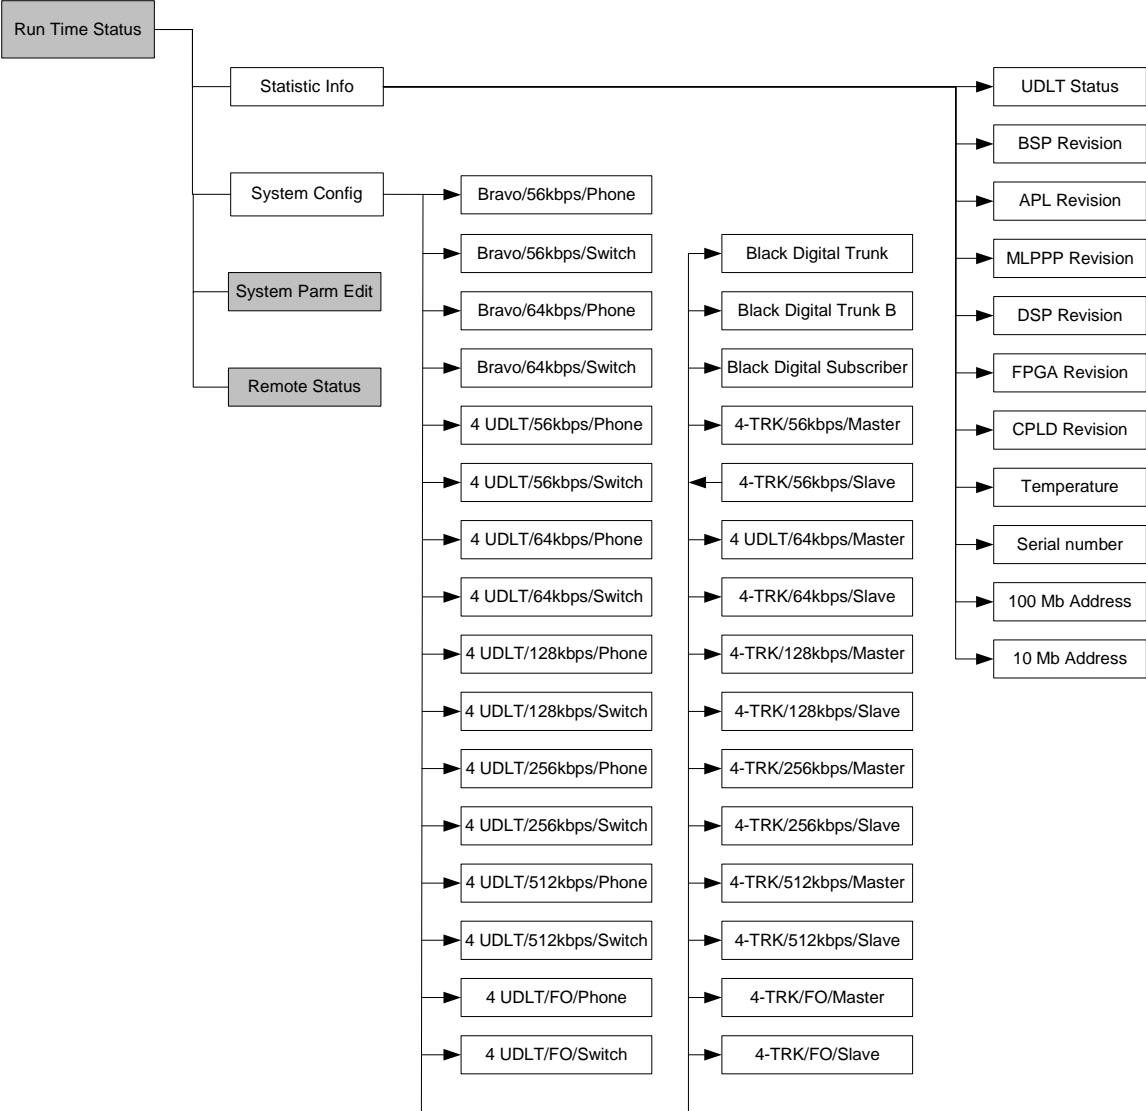 Run Time Status
Statistic Info
System Config
System Parm Edit
Remote Status
Bravo/56kbps/Phone
Bravo/56kbps/Switch
Bravo/64kbps/Phone
Bravo/64kbps/Switch
4 UDLT/56kbps/Phone
4 UDLT/56kbps/Switch
4 UDLT/64kbps/Phone
4 UDLT/64kbps/Switch
4 UDLT/128kbps/Phone
4 UDLT/128kbps/Switch
4 UDLT/256kbps/Phone
4 UDLT/256kbps/Switch
4 UDLT/512kbps/Phone
4 UDLT/512kbps/Switch
4 UDLT/FO/Phone
4 UDLT/FO/Switch
Black Digital Trunk
Black Digital Trunk B
Black Digital Subscriber
4-TRK/56kbps/Master
4-TRK/56kbps/Slave
4 UDLT/64kbps/Master
4-TRK/64kbps/Slave
4-TRK/128kbps/Master
4-TRK/128kbps/Slave
4-TRK/256kbps/Master
4-TRK/256kbps/Slave
4-TRK/512kbps/Master
4-TRK/512kbps/Slave
4-TRK/FO/Master
4-TRK/FO/Slave
UDLT Status
BSP Revision
APL Revision
MLPPP Revision
DSP Revision
FPGA Revision
CPLD Revision
Temperature
Serial number
100 Mb Address
10 Mb Address